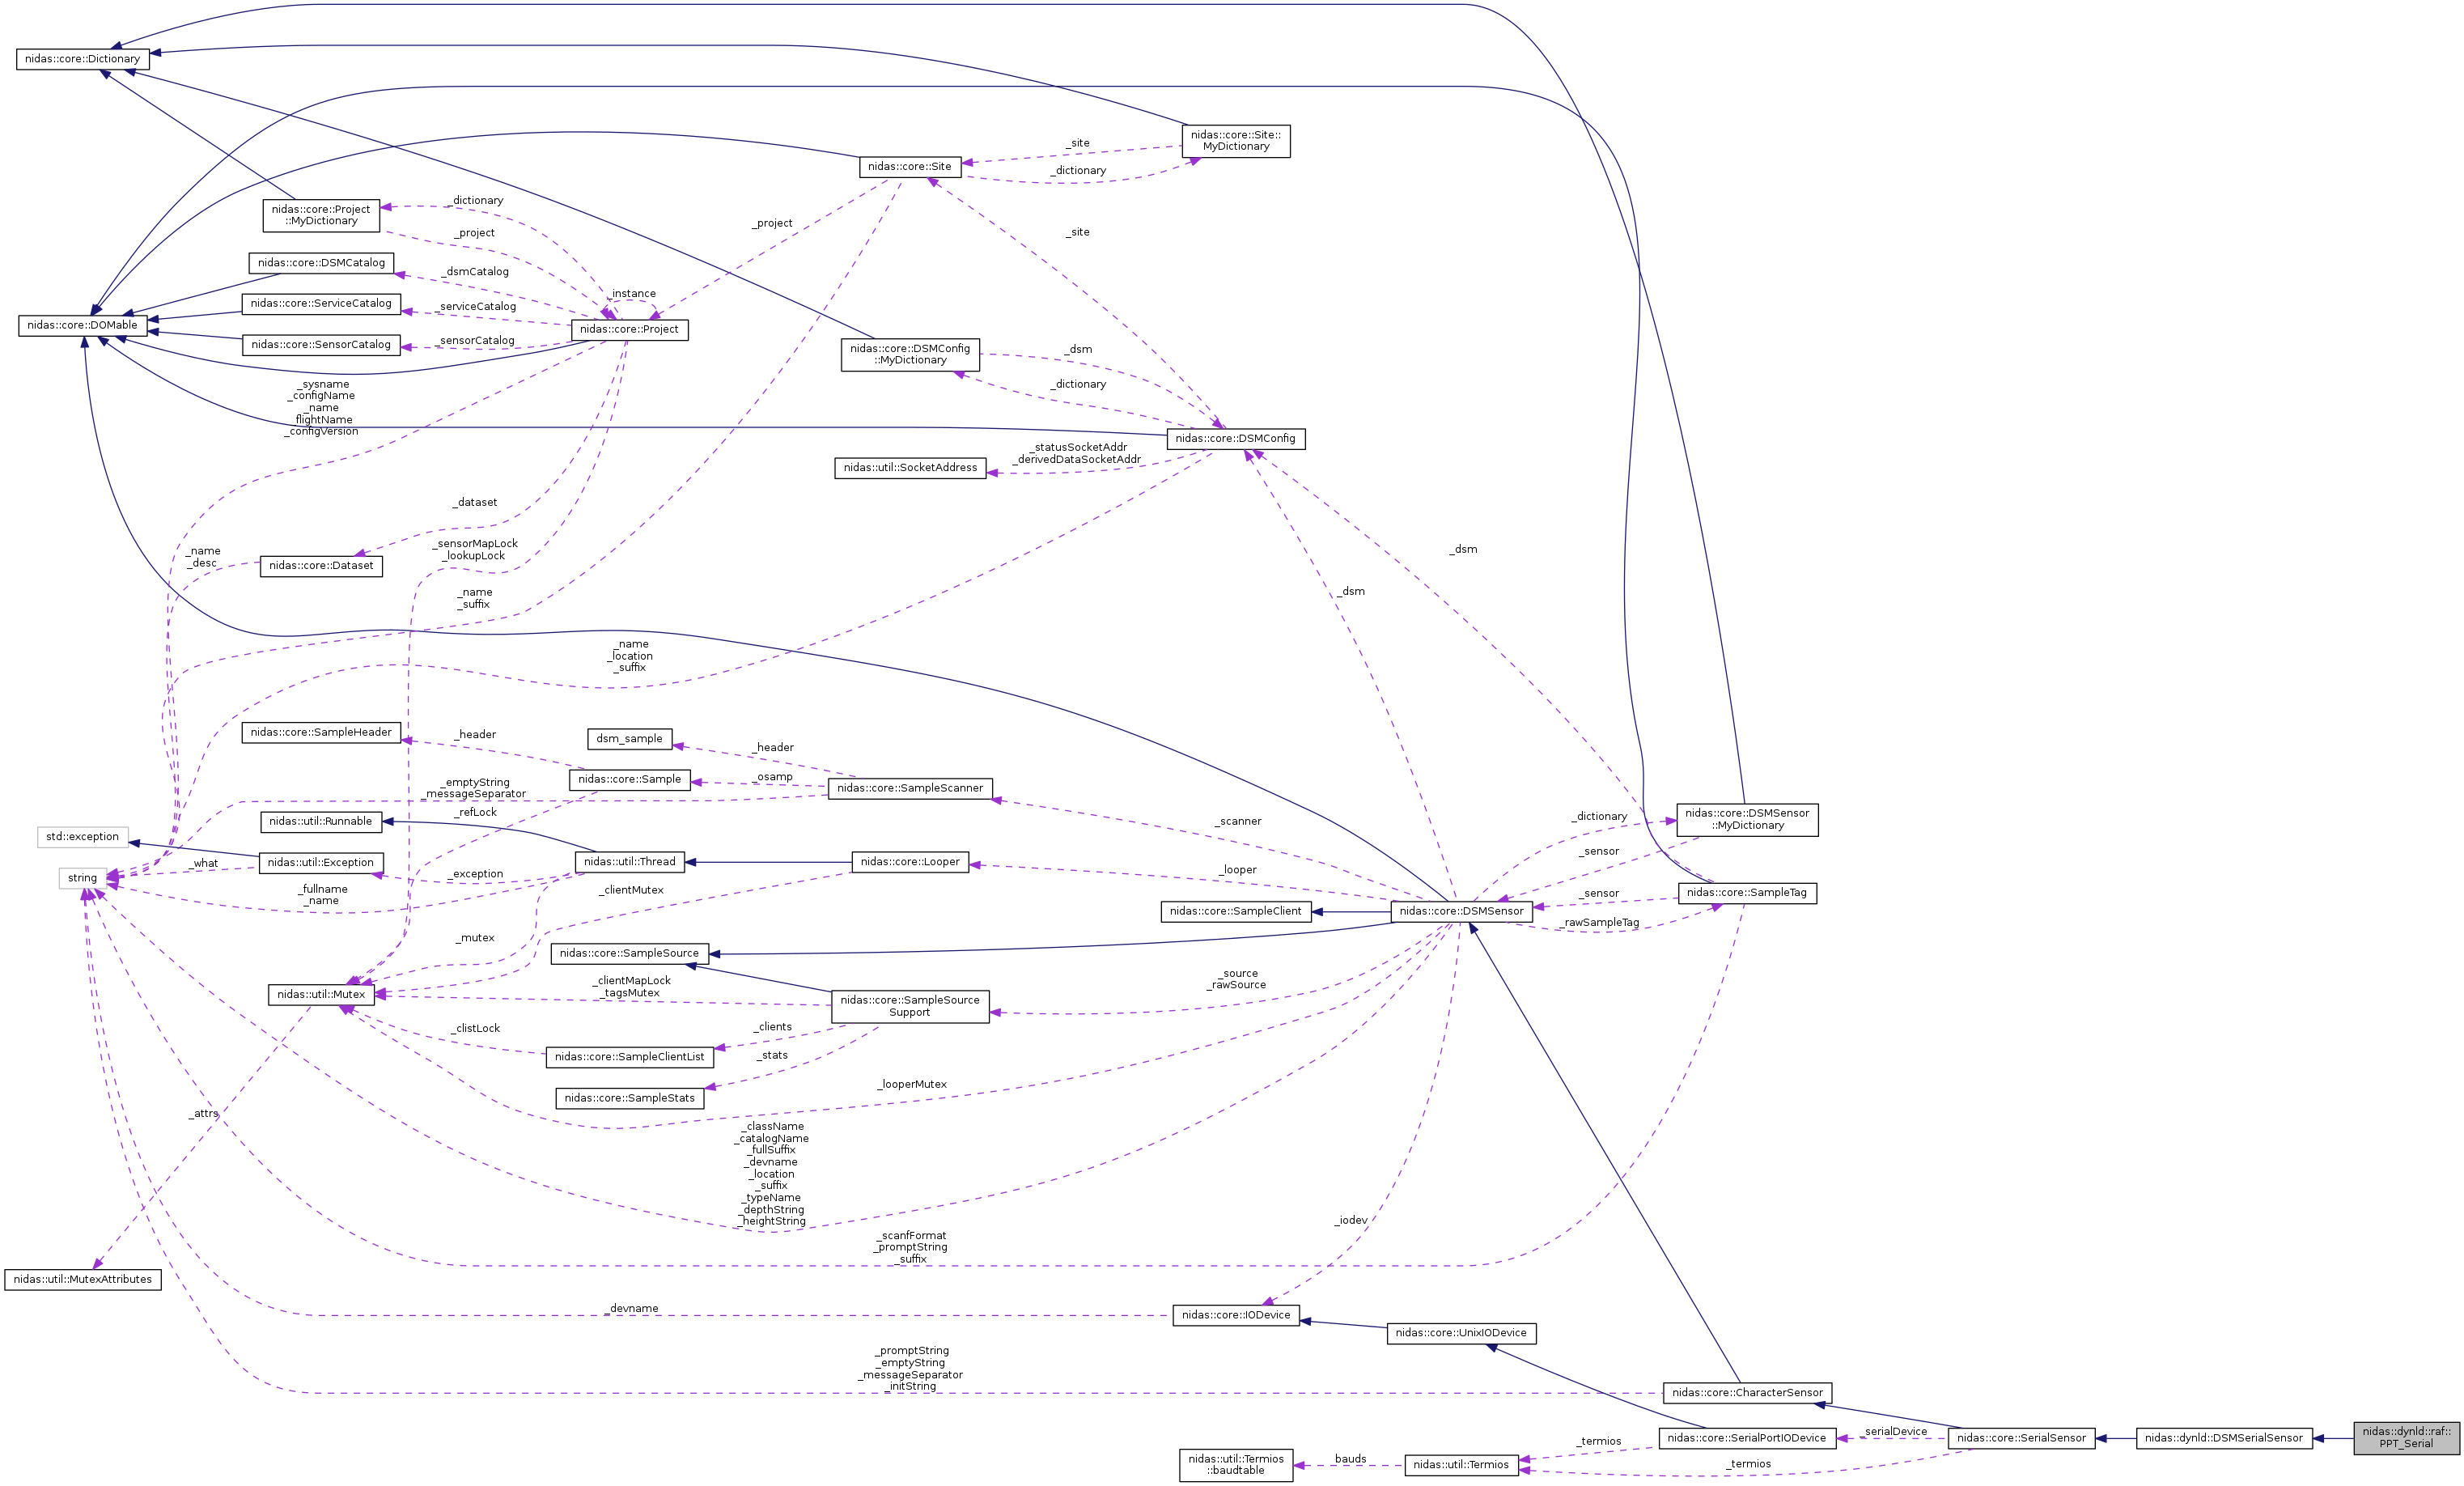 nidas::core::Dictionary
nidas::core::Site::
MyDictionary
_site
nidas::core::Site
_dictionary
nidas::core::Project
::MyDictionary
_dictionary
_project
_project
_site
nidas::core::DSMCatalog
_dsmCatalog
_instance
nidas::core::ServiceCatalog
_serviceCatalog
nidas::core::DOMable
nidas::core::Project
nidas::core::SensorCatalog
_sensorCatalog
nidas::core::DSMConfig
::MyDictionary
_dsm
_dictionary
_sysname
_configName
_name
flightName
_configVersion
nidas::core::DSMConfig
_statusSocketAddr
_derivedDataSocketAddr
nidas::util::SocketAddress
_dataset
_sensorMapLock
_lookupLock
_name
_desc
nidas::core::Dataset
_dsm
_dsm
_name
_suffix
_name
_location
_suffix
nidas::core::SampleHeader
_header
dsm_sample
_header
nidas::core::Sample
_osamp
nidas::core::SampleScanner
_emptyString
_messageSeparator
_refLock
nidas::util::Runnable
_scanner
_dictionary
nidas::core::DSMSensor
::MyDictionary
std::exception
nidas::util::Exception
_what
string
nidas::util::Thread
nidas::core::Looper
_exception
_looper
_sensor
_fullname
_name
_clientMutex
_sensor
nidas::core::SampleTag
nidas::core::SampleClient
nidas::core::DSMSensor
_rawSampleTag
_mutex
nidas::core::SampleSource
_source
_rawSource
nidas::util::Mutex
_clientMapLock
_tagsMutex
nidas::core::SampleSource
Support
_clistLock
_clients
nidas::core::SampleClientList
_stats
nidas::core::SampleStats
_looperMutex
_attrs
_className
_catalogName
_fullSuffix
_devname
_location
_suffix
_typeName
_depthString
_heightString
_iodev
_scanfFormat
_promptString
_suffix
nidas::util::MutexAttributes
_devname
nidas::core::IODevice
nidas::core::UnixIODevice
_promptString
_emptyString
_messageSeparator
_initString
nidas::core::CharacterSensor
nidas::core::SerialPortIODevice
_serialDevice
nidas::core::SerialSensor
nidas::dynld::DSMSerialSensor
nidas::dynld::raf::
PPT_Serial
_termios
nidas::util::Termios
::baudtable
bauds
nidas::util::Termios
_termios